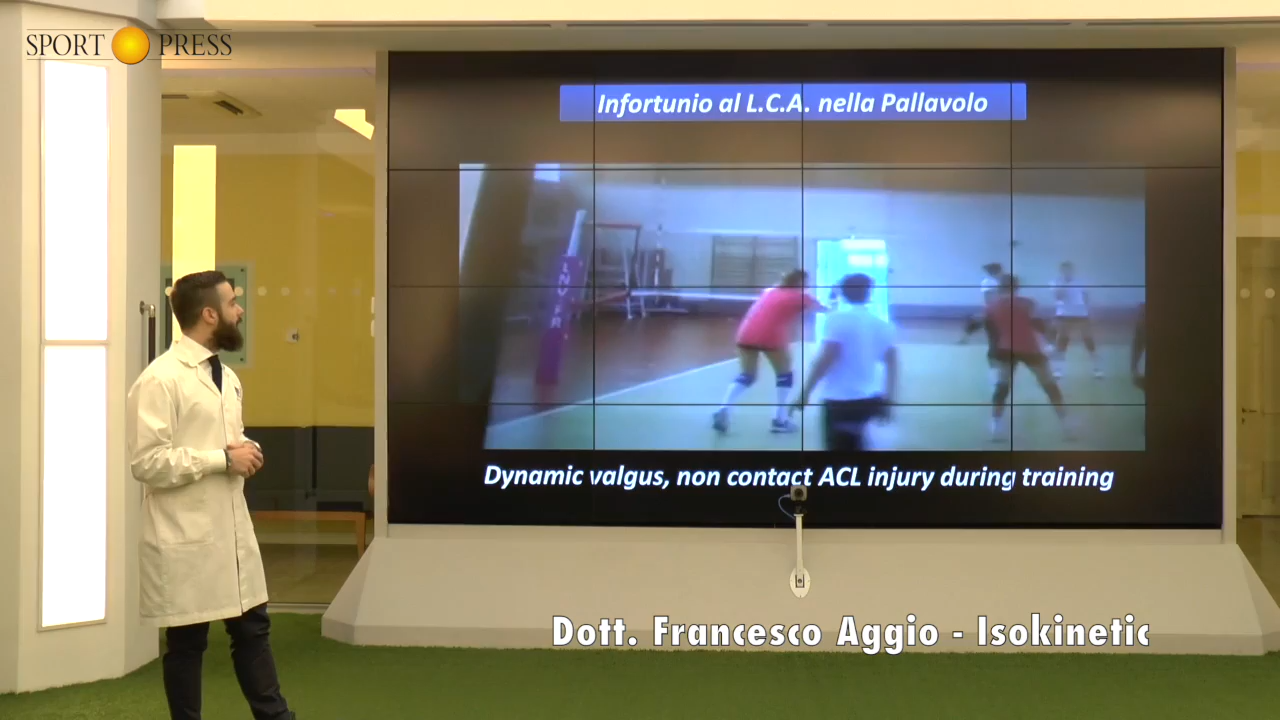 SPORT PRESS
Infortunio al L.C.A. nella Pallavolo
Dynamic valgus, non contact ACL injury during training
Dott. Francesco Aggio - Isokinetic